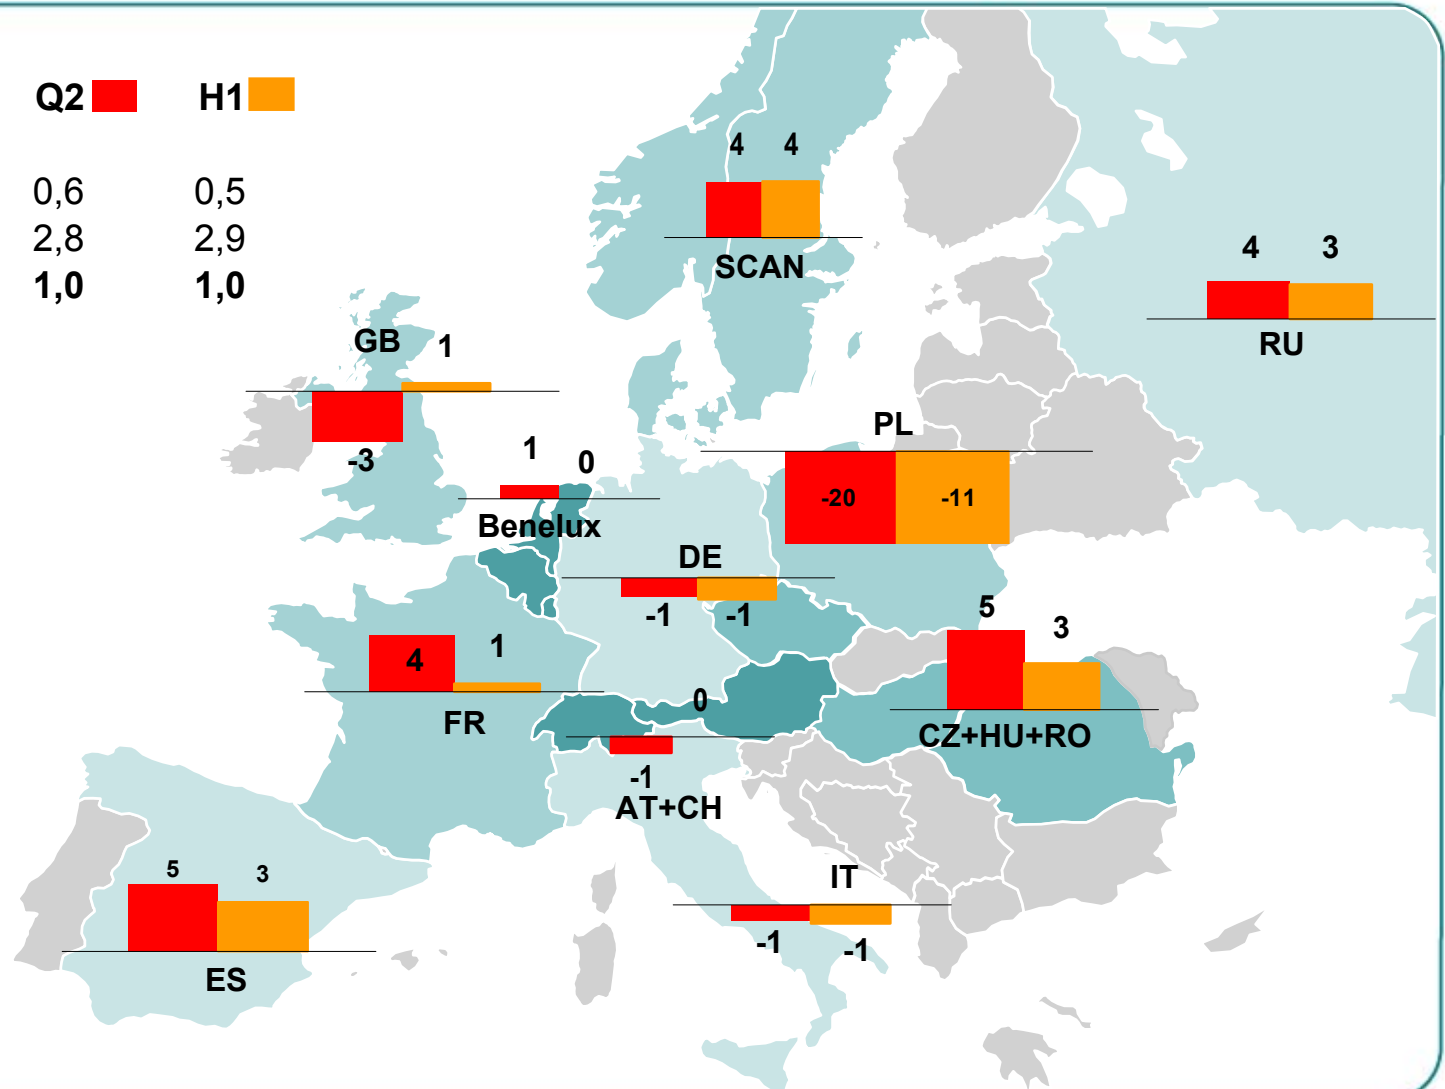 Q2 H1
0,6 0,5
2,8 2,9
1,0 1,0
4 4
SCAN
4 3
RU
GB 1
-3
PL
-20 -11
1 0
Benelux
DE
-1 -1
5 3
CZ+HU+RO
4 1
FR
0
-1
AT+CH
IT
-1 -1
5 3
ES